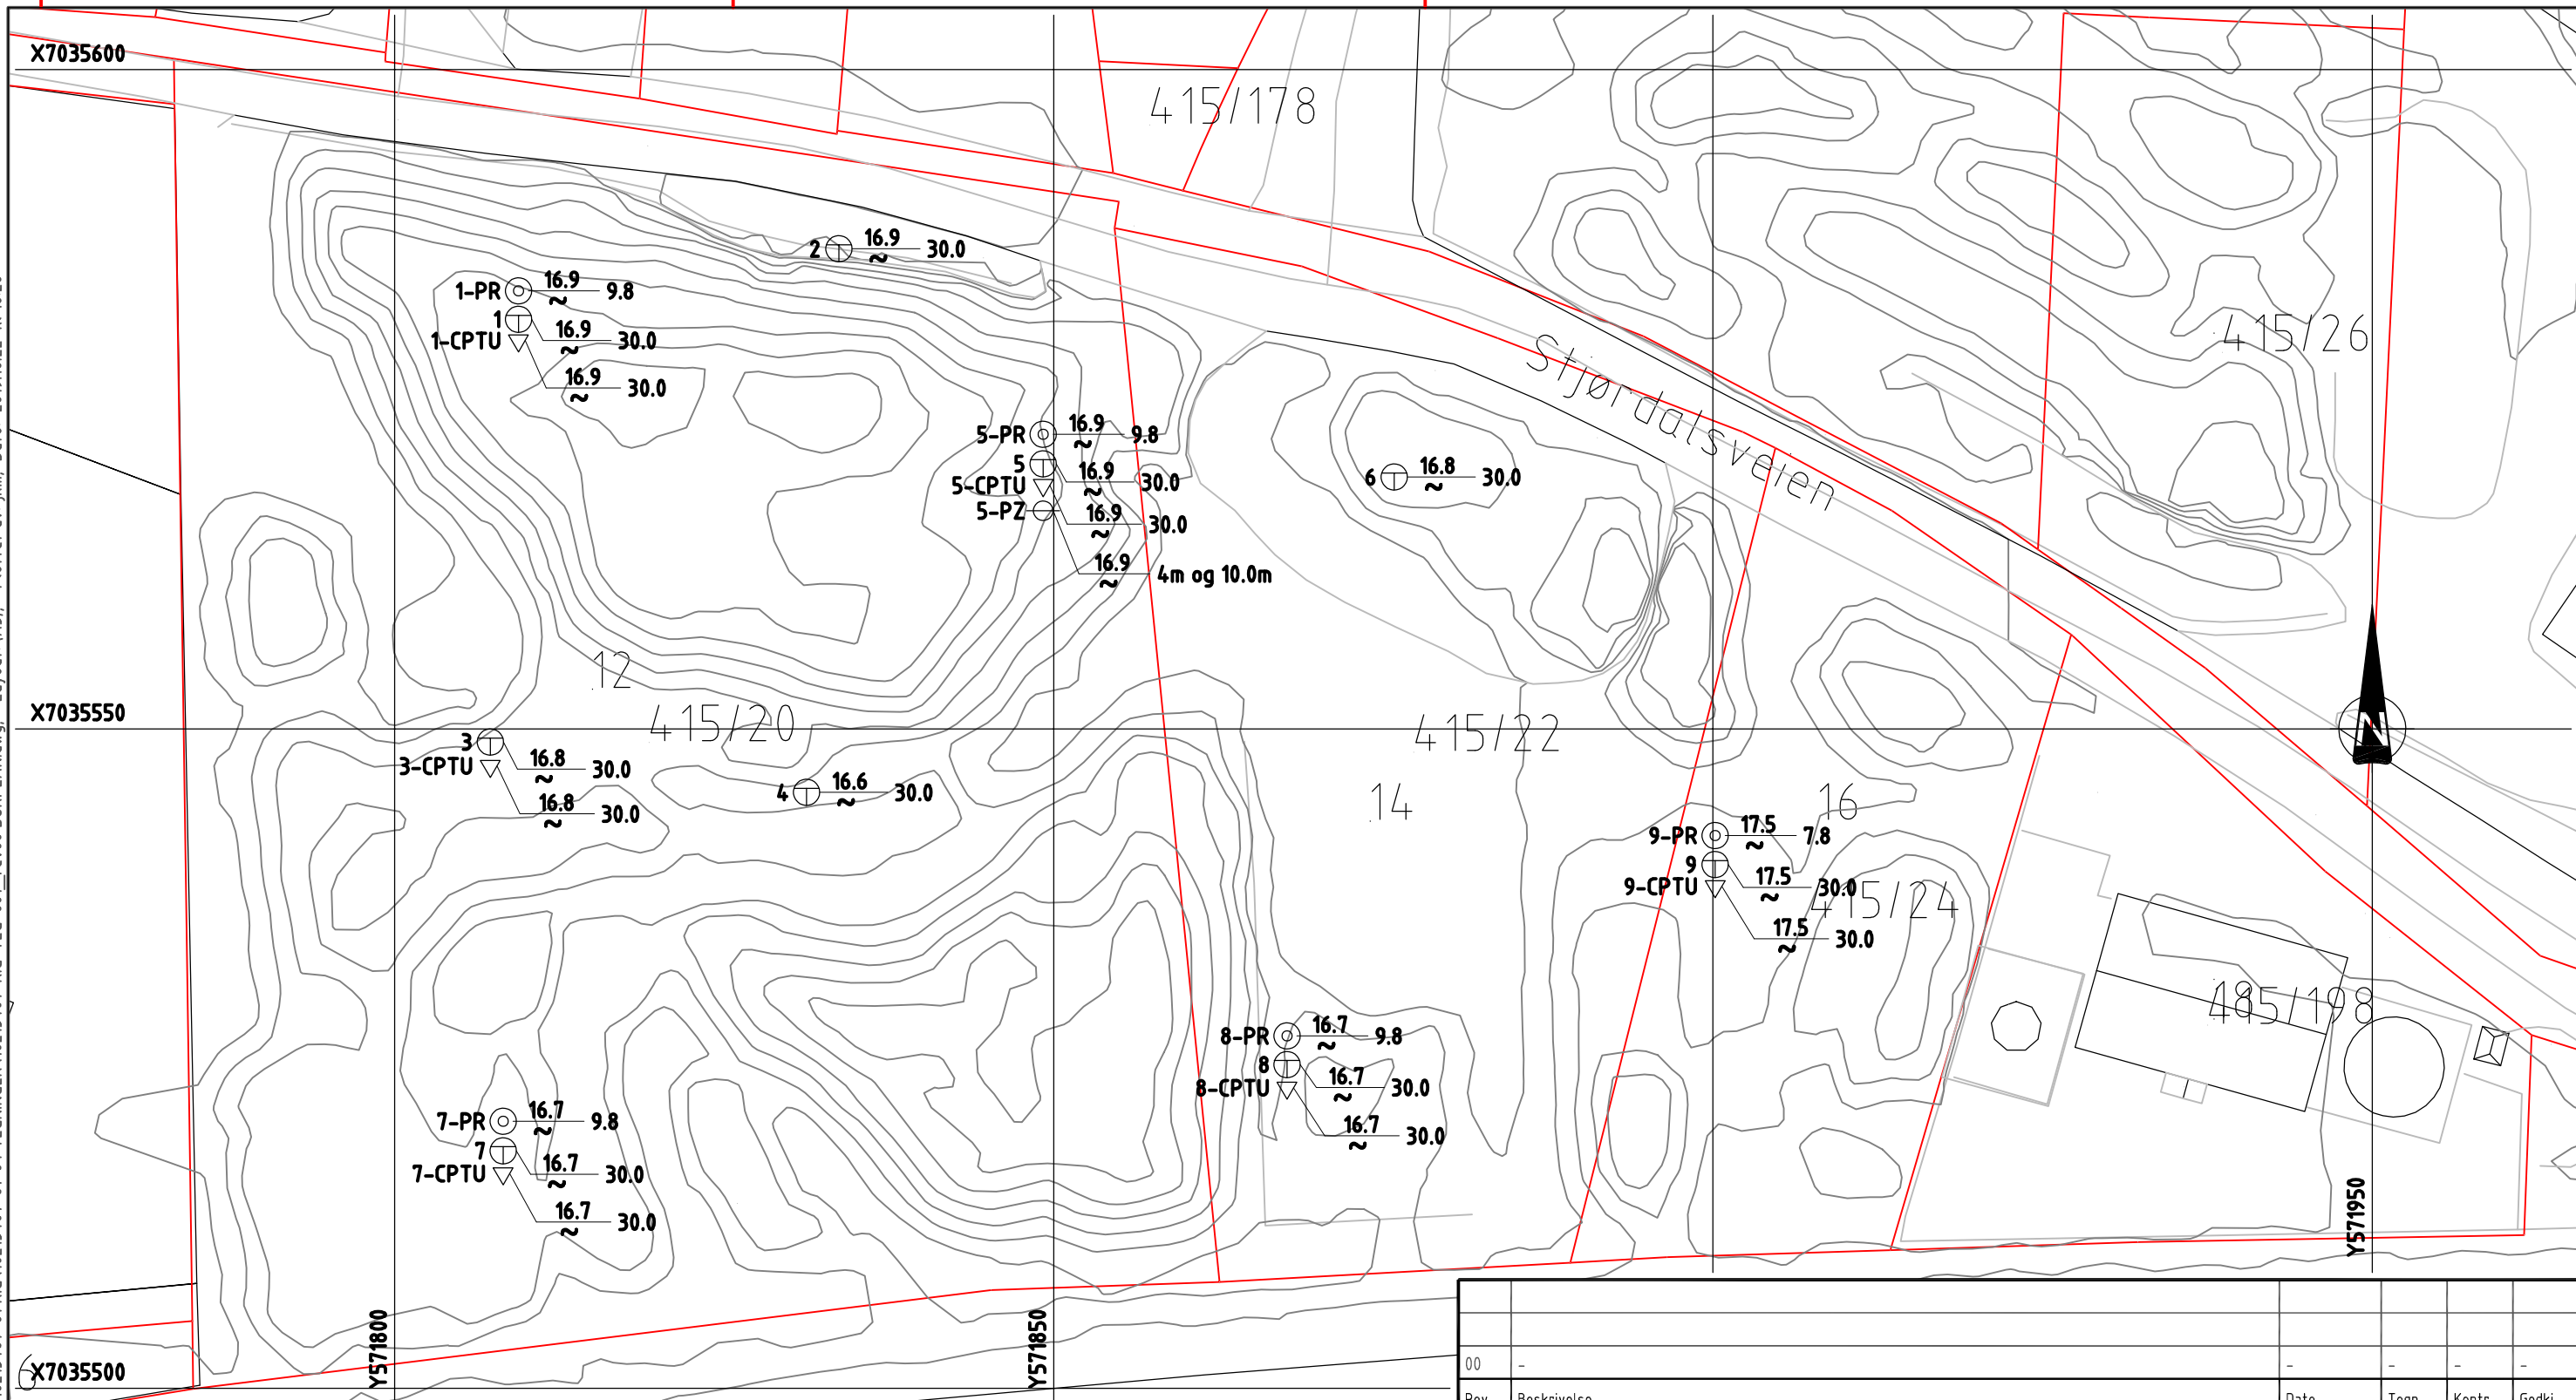 X7035600
415/178
2 16.9 ~ 30.0
1-PR 16.9 ~ 9.8
1 16.9 ~ 30.0
1-CPTU 16.9 ~ 30.0
415/26
Stjørdalsveien
5-PR 16.9 ~ 9.8
5 16.9 ~ 30.0
5-CPTU 16.9 ~ 30.0
5-PZ 16.9 ~ 4m og 10.0m
6 16.8 ~ 30.0
12
X7035550
415/20
415/22
N
3 16.8 ~ 30.0
3-CPTU 16.8 ~ 30.0
4 16.6 ~ 30.0
14
16
9-PR 17.5 ~ 7.8
9 17.5 ~ 30.0
9-CPTU 17.5 ~ 30.0
415/24
8-PR 16.7 ~ 9.8
8 16.7 ~ 30.0
8-CPTU 16.7 ~ 30.0
7-PR 16.7 ~ 9.8
7 16.7 ~ 30.0
7-CPTU 16.7 ~ 30.0
Y571800
Y571850
Y571950
6
X7035500
00 - - - - -
Rev. Beskrivelse Dato Tegn. Kontr. Godkj.